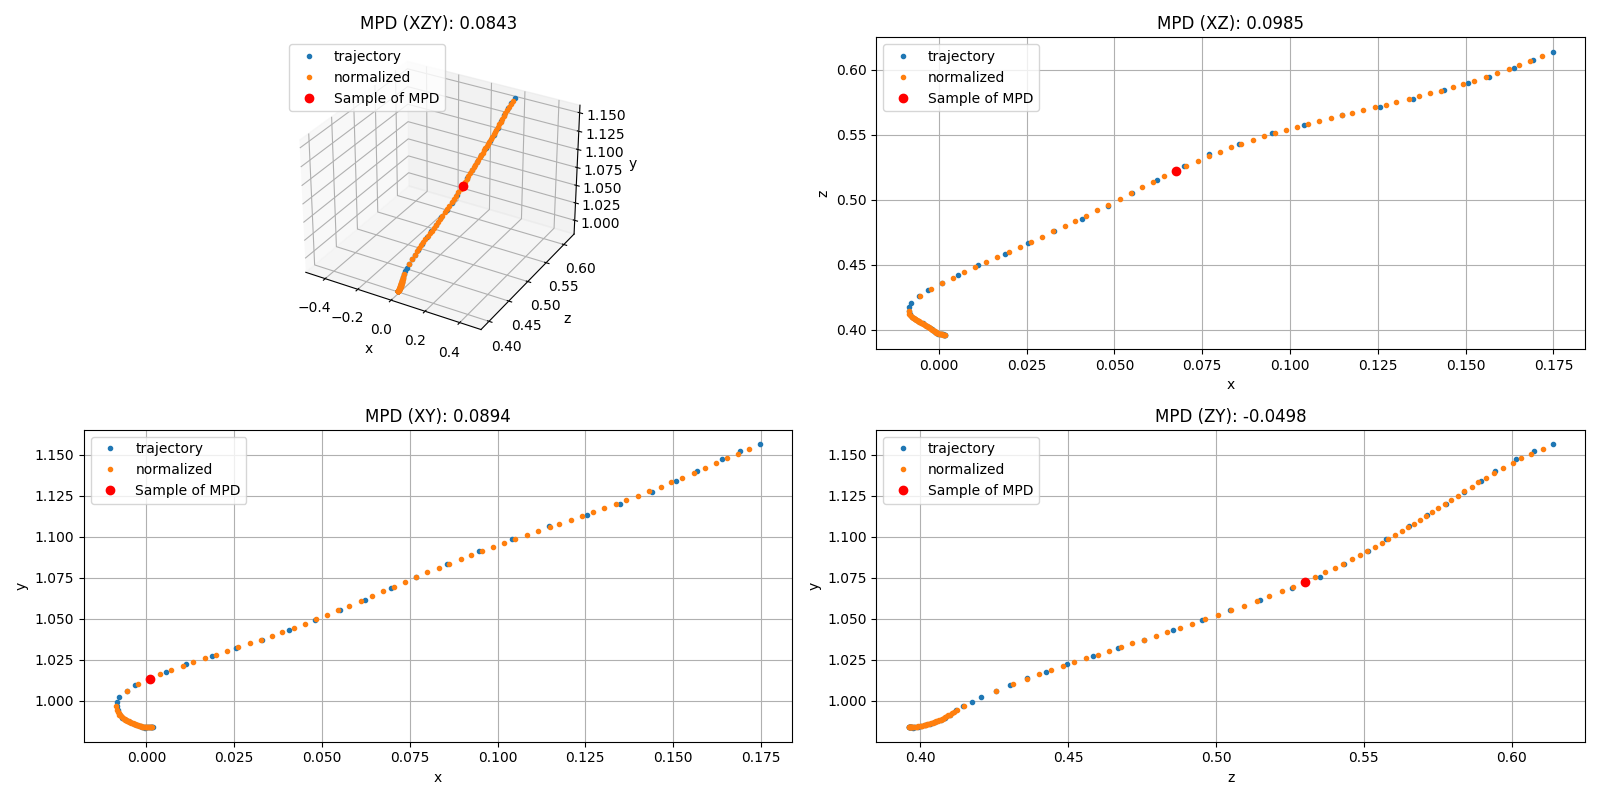 MPD (XZY): 0.0843
trajectory
normalized
Sample of MPD
1.150
1.125
1.100
1.075
1.050
1.025
1.000
y
0.60
0.55
0.50
0.45
0.40
z
−0.4
−0.2
0.0
0.2
0.4
x
MPD (XZ): 0.0985
trajectory
normalized
Sample of MPD
0.60
0.55
0.50
0.45
0.40
z
0.000
0.025
0.050
0.075
0.100
0.125
0.150
0.175
x
MPD (XY): 0.0894
trajectory
normalized
Sample of MPD
1.150
1.125
1.100
1.075
1.050
1.025
1.000
y
0.000
0.025
0.050
0.075
0.100
0.125
0.150
0.175
x
MPD (ZY): -0.0498
trajectory
normalized
Sample of MPD
1.150
1.125
1.100
1.075
1.050
1.025
1.000
y
0.40
0.45
0.50
0.55
0.60
z